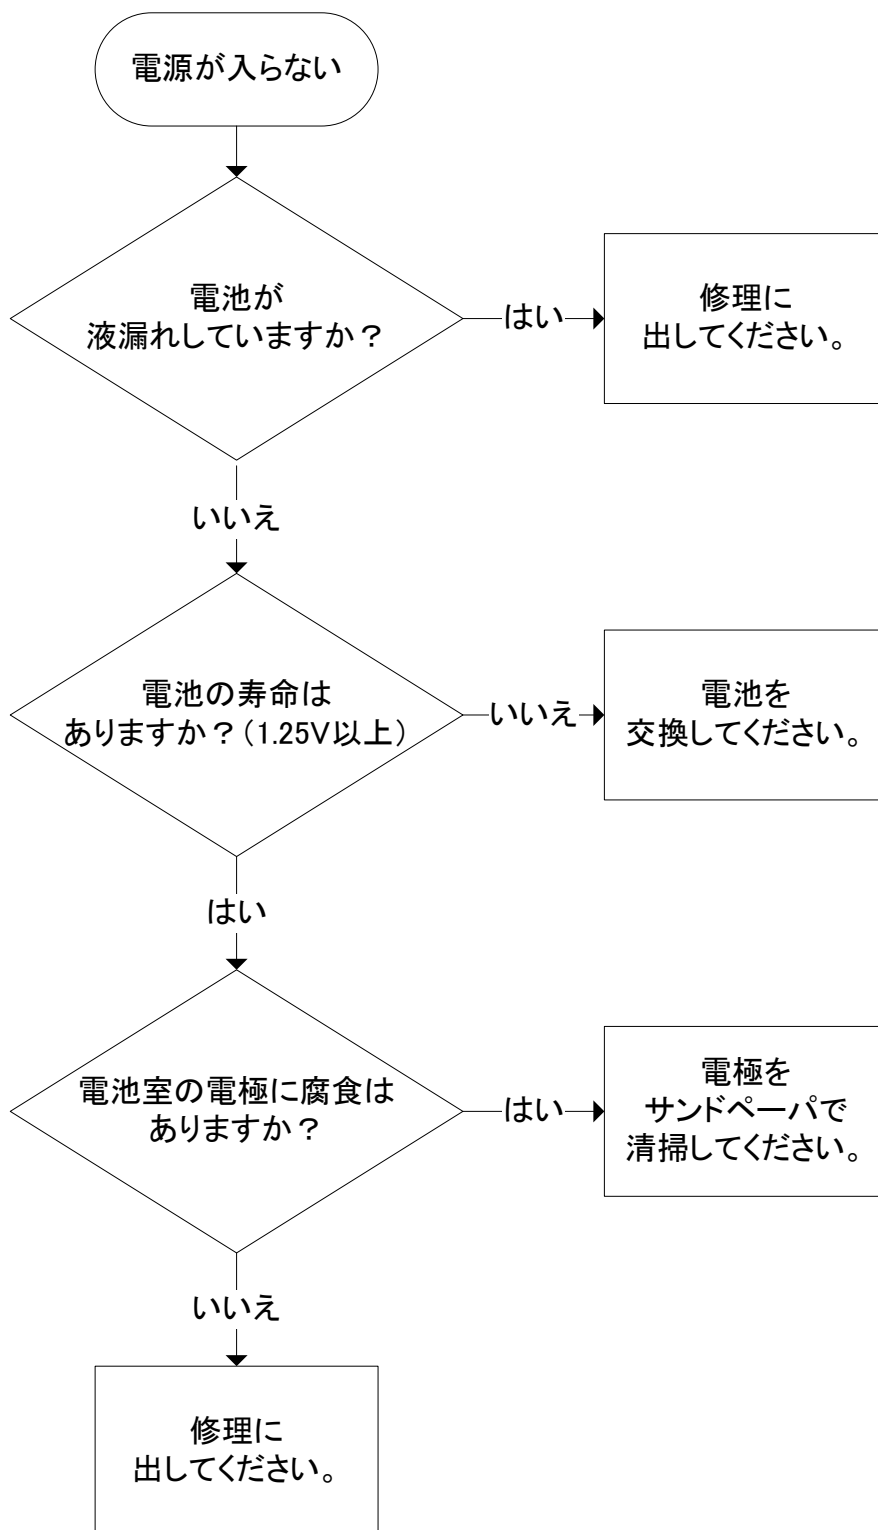 電源が入らない
電池が
液漏れしていますか？
はい
修理に
出してください。
いいえ
電池の寿命は
ありますか？（1.25V以上）
いいえ
電池を
交換してください。
はい
電池室の電極に腐食は
ありますか？
はい
電極を
サンドペーパで
清掃してください。
いいえ
修理に
出してください。